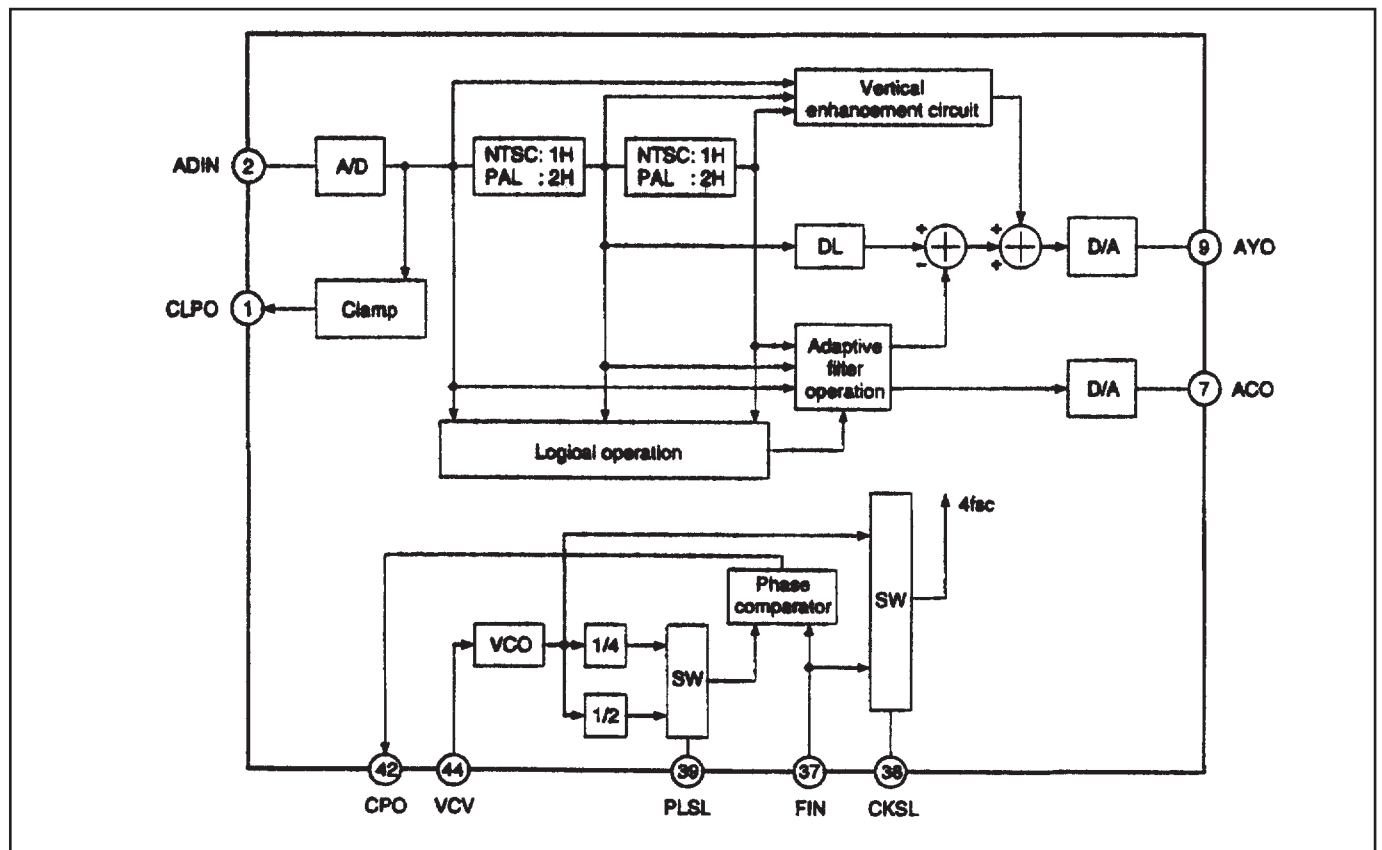 Vertical
enhancement circuit
ADIN 2
A/D
NTSC: 1H
PAL : 2H
NTSC: 1H
PAL : 2H
DL
+
-
+
+
D/A
9 AYO
CLPO 1
Clamp
Adaptive
filter
operation
D/A
7 ACO
Logical operation
4fsc
Phase
comparator
SW
VCO
1/4
SW
1/2
42
44
39
37
38
CPO
VCV
PLSL
FIN
CKSL